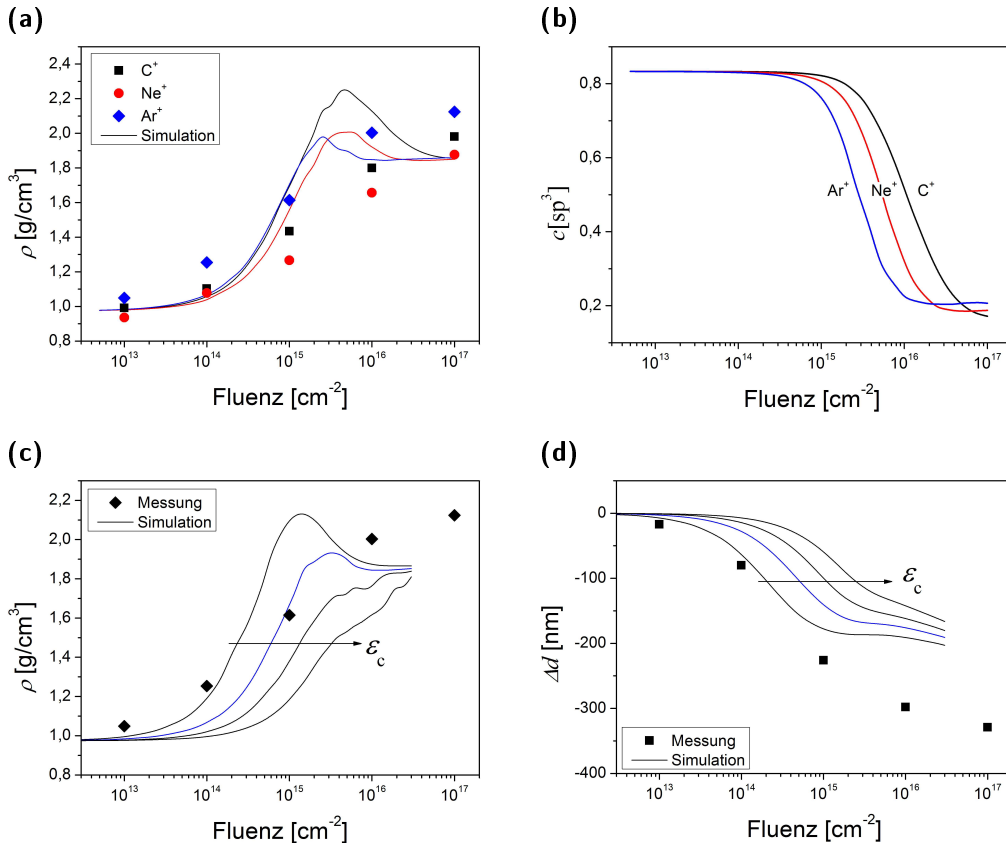 (a)
ρ [g/cm³]
2,4
2,2
2,0
1,8
1,6
1,4
1,2
1,0
0,8
C⁺
Ne⁺
Ar⁺
Simulation
10¹³ 10¹⁴ 10¹⁵ 10¹⁶ 10¹⁷
Fluenz [cm⁻²]
(b)
c[sp³]
0,8
0,6
0,4
0,2
Ar⁺ Ne⁺ C⁺
10¹³ 10¹⁴ 10¹⁵ 10¹⁶ 10¹⁷
Fluenz [cm⁻²]
(c)
ρ [g/cm³]
2,2
2,0
1,8
1,6
1,4
1,2
1,0
0,8
Messung
Simulation
ε_c
10¹³ 10¹⁴ 10¹⁵ 10¹⁶ 10¹⁷
Fluenz [cm⁻²]
(d)
Δd [nm]
0
-100
-200
-300
-400
ε_c
Messung
Simulation
10¹³ 10¹⁴ 10¹⁵ 10¹⁶ 10¹⁷
Fluenz [cm⁻²]